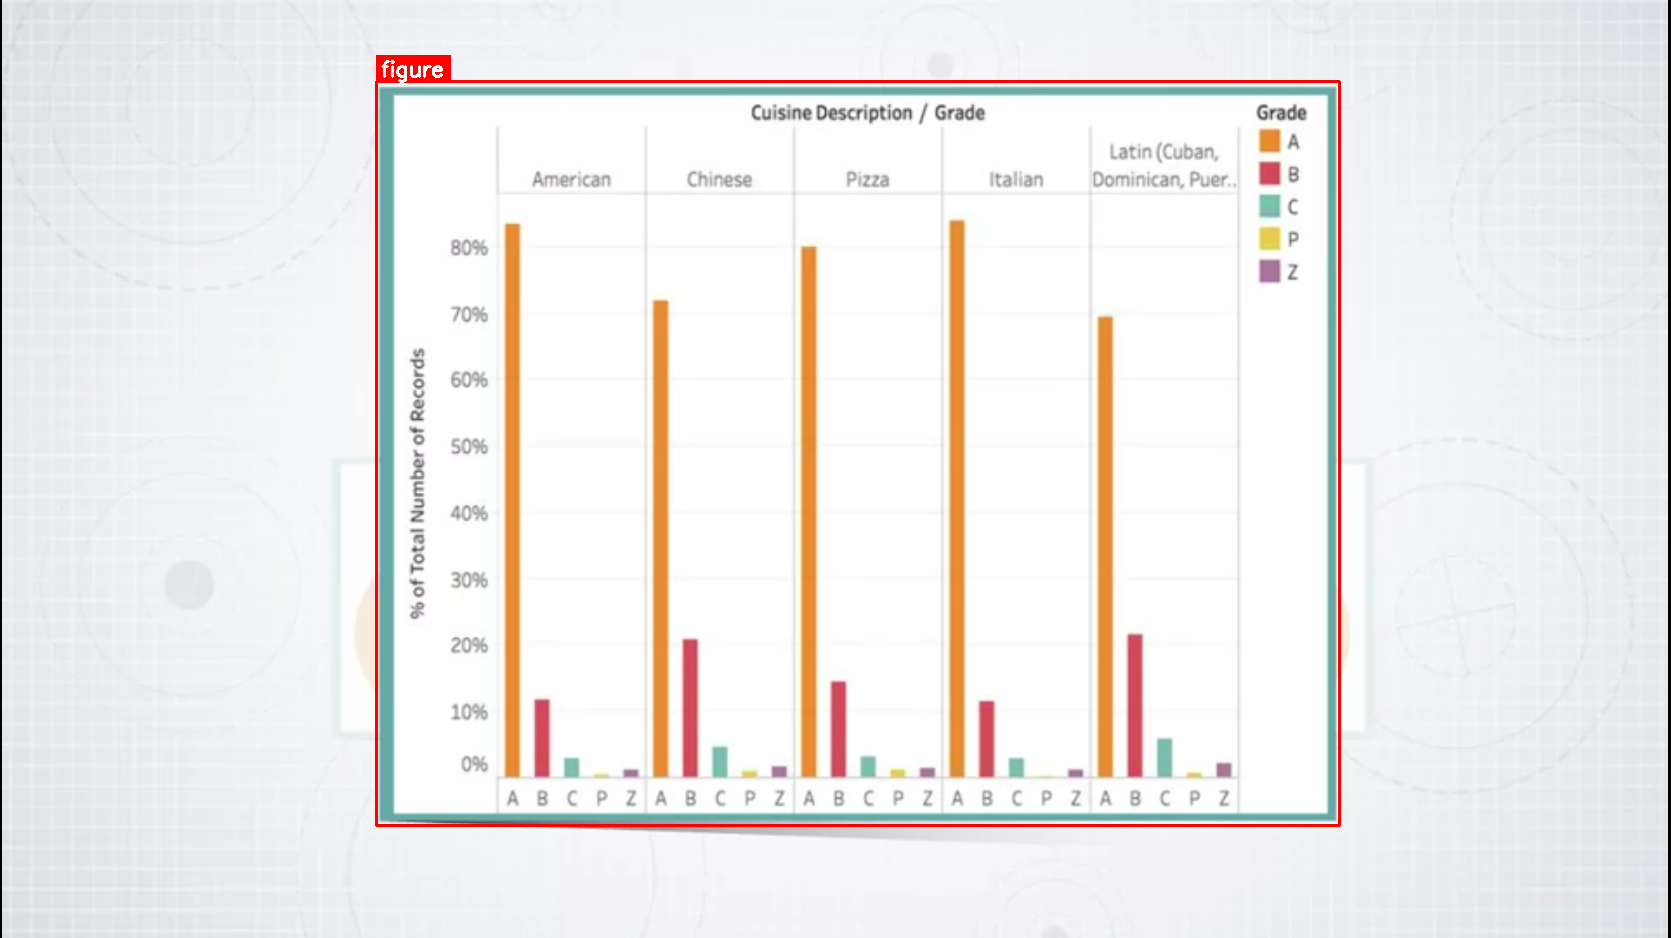 figure
Cuisine Description / Grade
American
Chinese
Pizza
Italian
Latin (Cuban,
Dominican, Puer..
Grade
A
B
C
P
Z
% of Total Number of Records
80%
70%
60%
50%
40%
30%
20%
10%
0%
A B C P Z A B C P Z A B C P Z A B C P Z A B C P Z